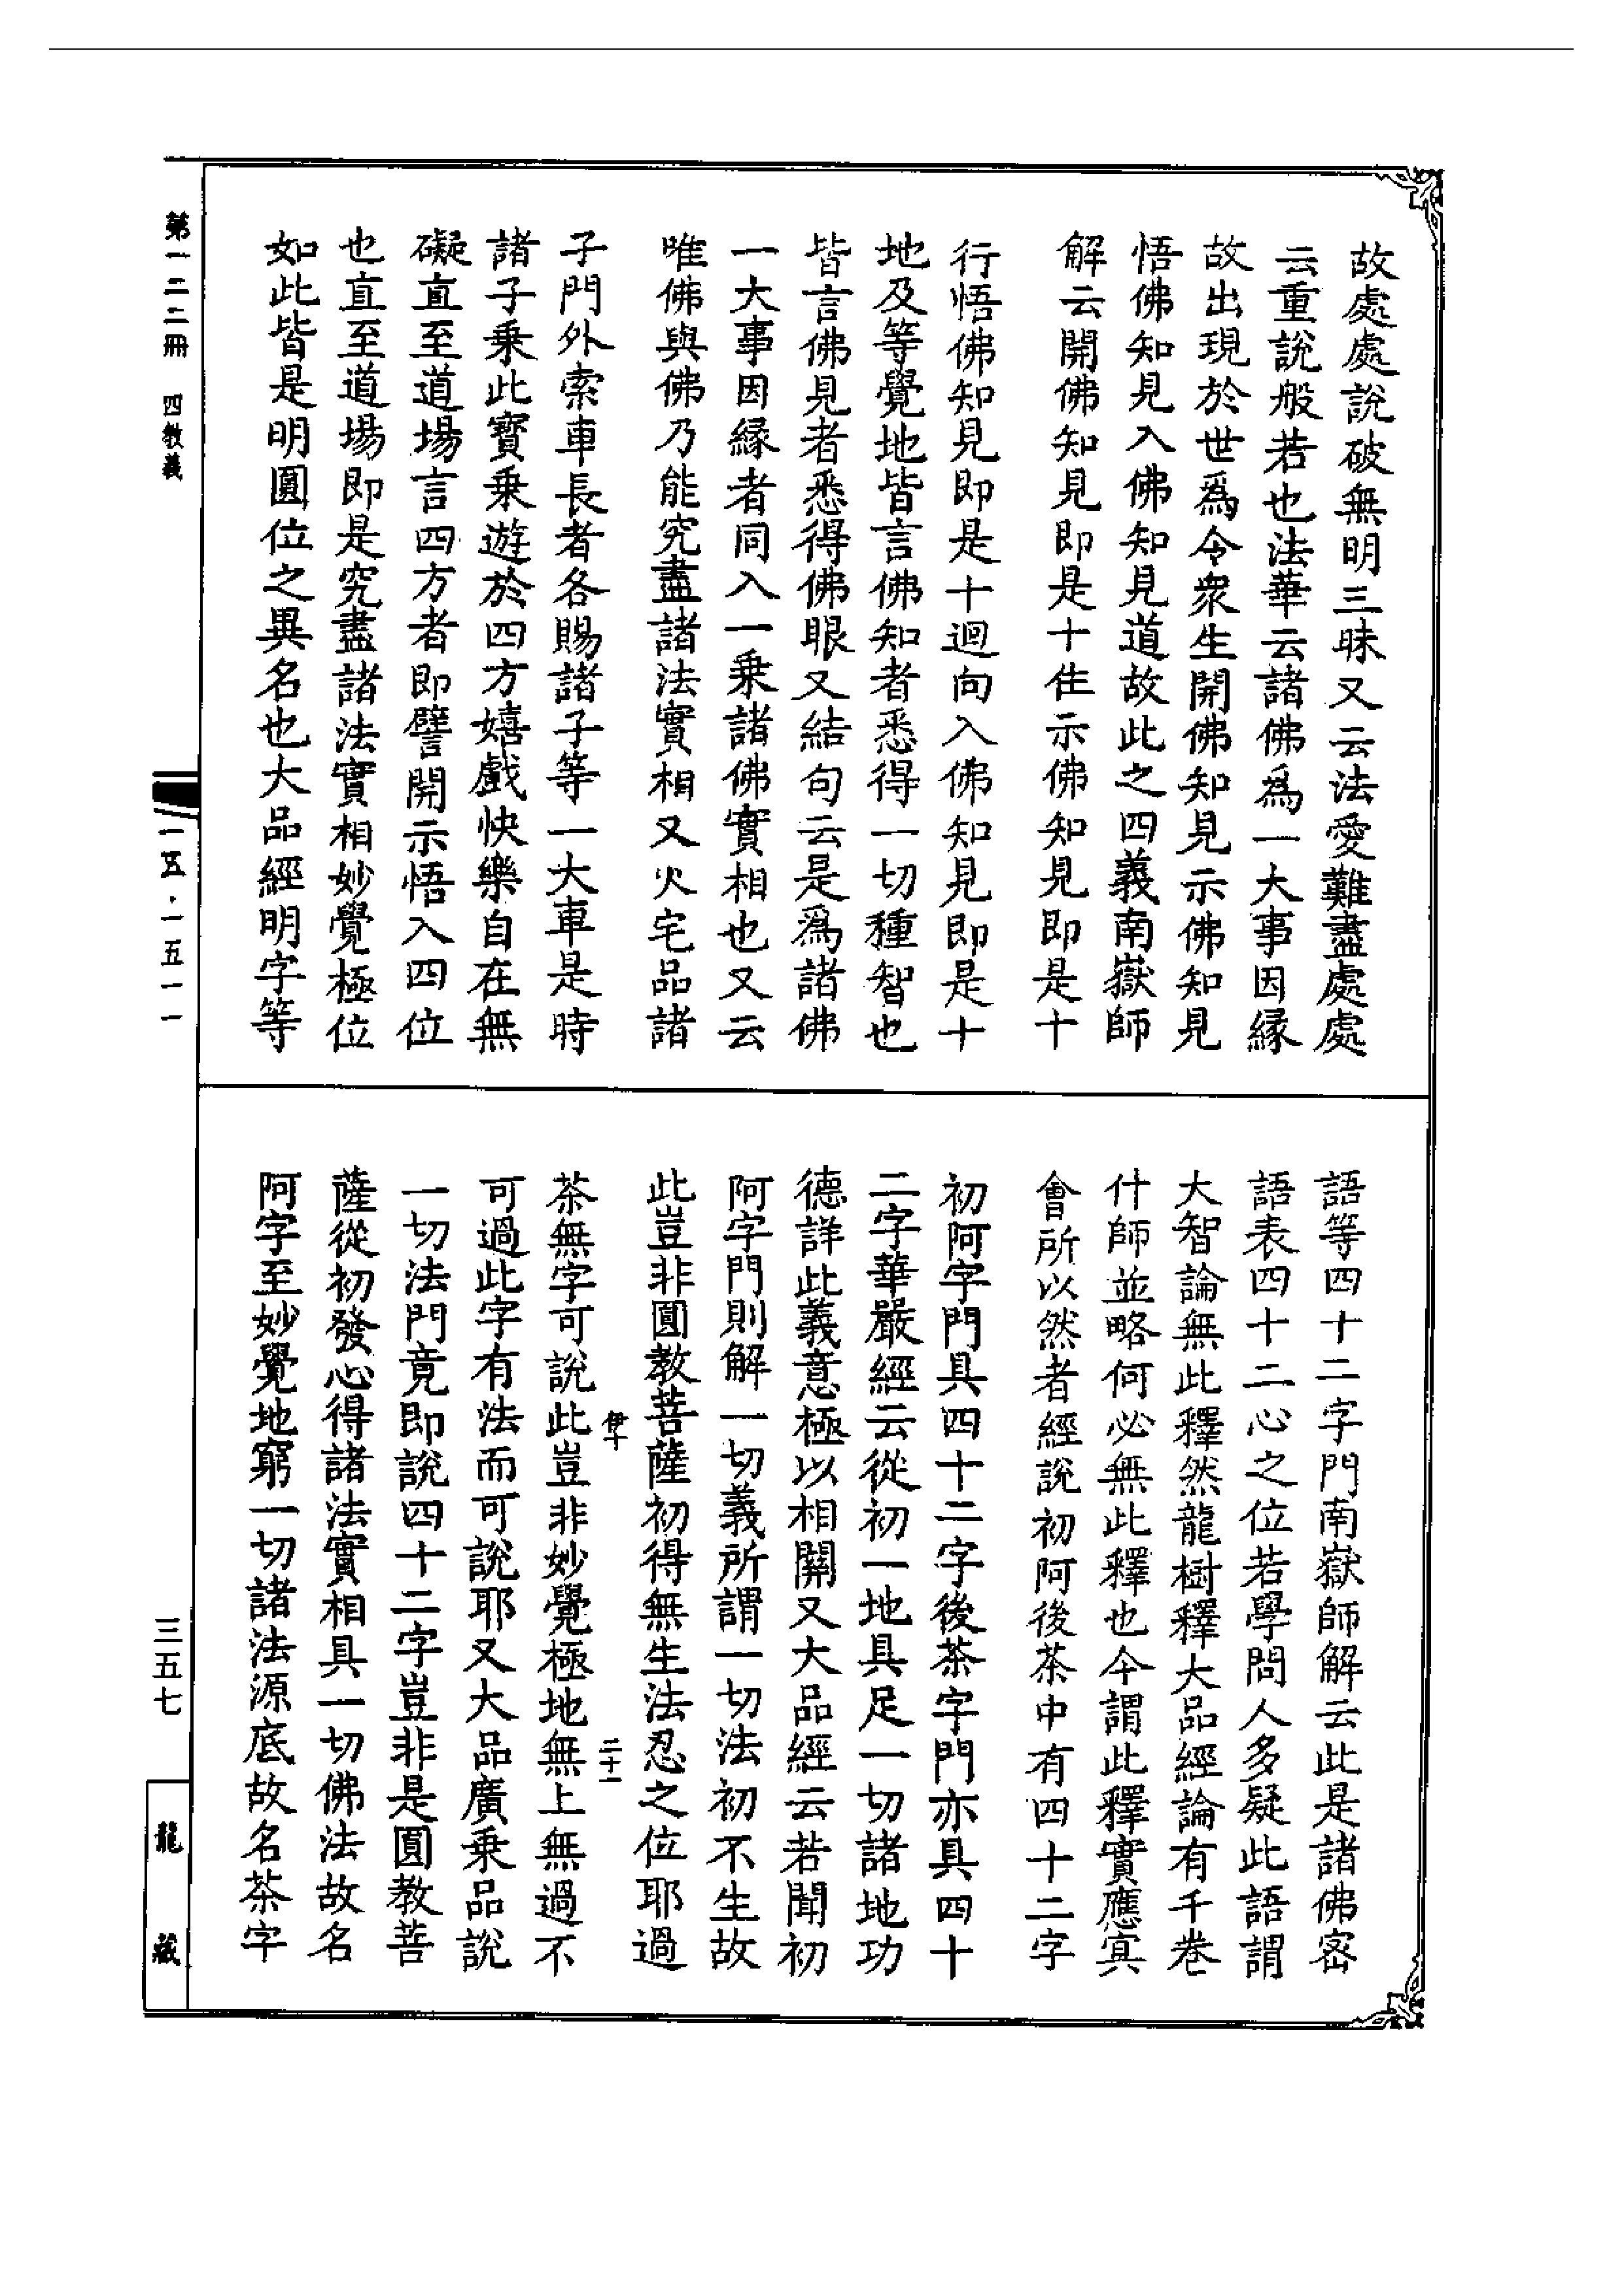 故處處說破無明三昧又云法愛難盡處處
云重說般若也法華云諸佛爲一大事因緣
故出現於世爲令衆生開佛知見示佛知見
悟佛知見入佛知見道故此之四義南嶽師
解云開佛知見即是十住示佛知見即是十
行悟佛知見即是十迴向入佛知見即是十
地及等覺地皆言佛知者悉得一切種智也
皆言佛見者悉得佛眼又結句云是爲諸佛
一大事因緣者同入一乘諸佛實相也又云
唯佛與佛乃能究盡諸法實相又火宅品諸
子門外索車長者各賜諸子等一大車是時
諸子乘此寶乘遊於四方嬉戲快樂自在無
礙直至道場言四方者即譬開示悟入四位
也直至道場即是究盡諸法實相妙覺極位
如此皆是明圓位之異名也大品經明字等
語等四十二字門南嶽師解云此是諸佛密
語表四十二心之位若學問人多疑此語謂
大智論無此釋然龍樹釋大品經論有千卷
什師並略何必無此釋也今謂此釋實應冥
會所以然者經說初阿後茶中有四十二字
初阿字門具四十二字後茶字門亦具四十
二字華嚴經云從初一地具足一切諸地功
德詳此義意極以相關又大品經云若聞初
阿字門則解一切義所謂一切法初不生故
此豈非圓教菩薩初得無生法忍之位耶過
茶無字可說此豈非妙覺極地無上無過不
伊十
二十一
可過此字有法而可說耶又大品廣乘品說
一切法門竟即說四十二字豈非是圓教菩
薩從初發心得諸法實相具一切佛法故名
阿字至妙覺地窮一切諸法源底故名茶字
第一二二冊 四教義
一五·一五一一
三五七
龍藏